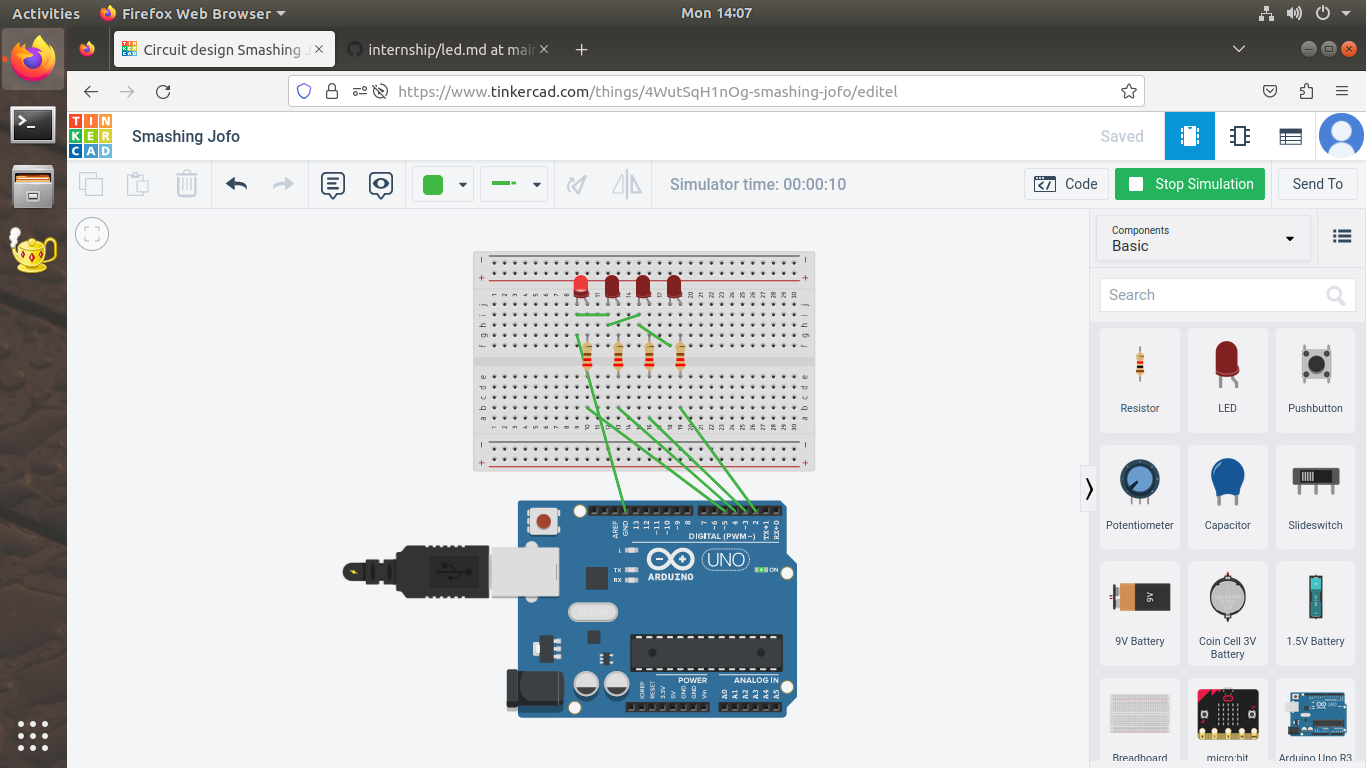 Activities
Firefox Web Browser
Mon 14:07
Circuit design Smashing J
internship/led.md at mai
https://www.tinkercad.com/things/4WutSqH1nOg-smashing-jofo/editel
TIN
KER
CAD
Smashing Jofo
Saved
Simulator time: 00:00:10
Code
Stop Simulation
Send To
Components
Basic
Search
Resistor
LED
Pushbutton
Potentiometer
Capacitor
Slideswitch
9V
9V Battery
Coin Cell 3V Battery
1.5V Battery
Breadboard
micro:bit
Arduino Uno R3
AREF
GND
13
12
~11
~10
~9
8
7
~6
~5
4
~3
2
TX→1
RX←0
DIGITAL (PWM~)
L
TX
RX
ARDUINO
UNO
ON
POWER
ANALOG IN
IOREF
RESET
3.3V
5V
GND
GND
Vin
A0
A1
A2
A3
A4
A5